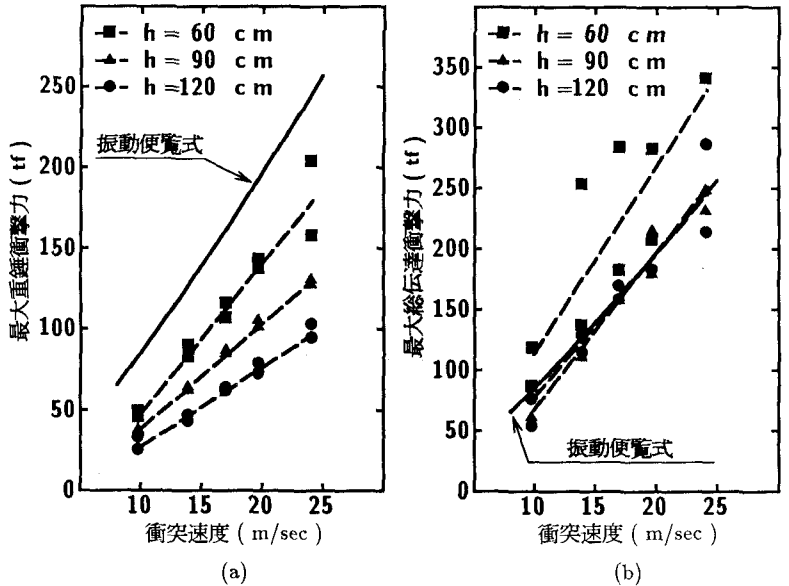 h = 60 cm
h = 90 cm
h =120 cm
振動便覧式
最大重錘衝撃力 ( tf )
250
200
150
100
50
0
10 15 20 25
衝突速度 ( m/sec )
(a)
h = 60 cm
h = 90 cm
h =120 cm
振動便覧式
最大総伝達衝撃力 ( tf )
350
300
250
200
150
100
50
0
10 15 20 25
衝突速度 ( m/sec )
(b)